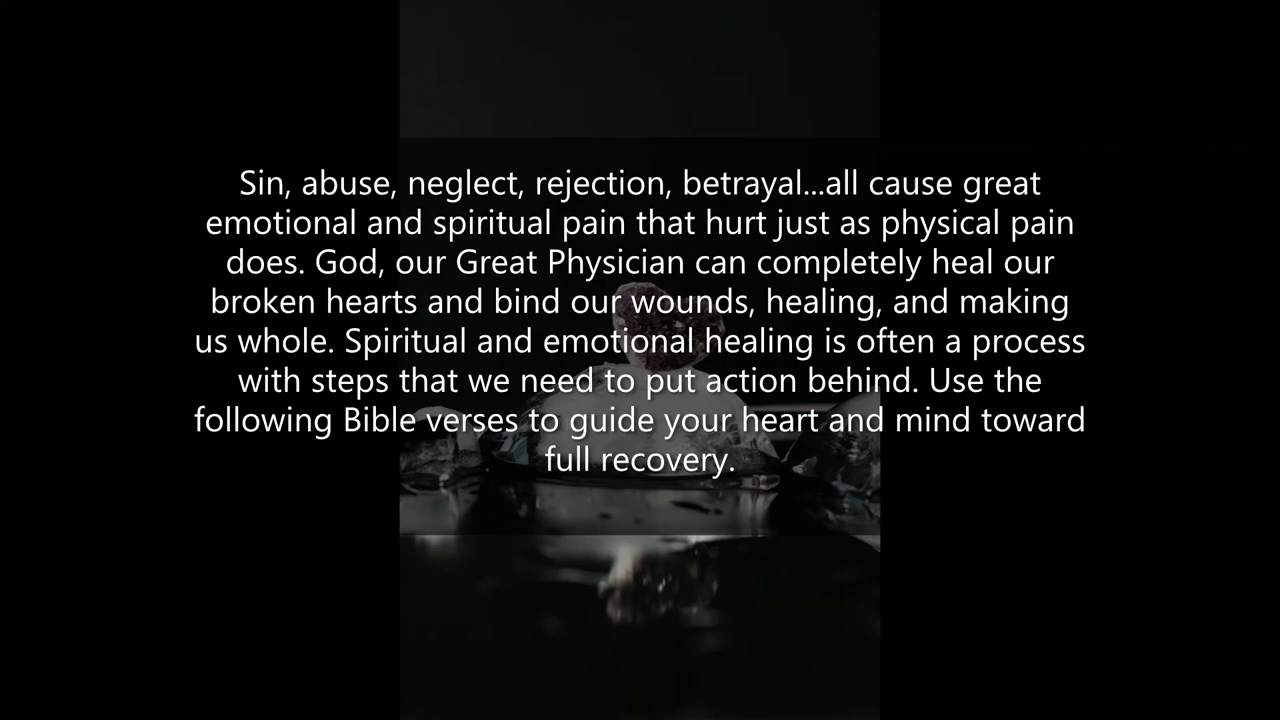 Sin, abuse, neglect, rejection, betrayal...all cause great
emotional and spiritual pain that hurt just as physical pain
does. God, our Great Physician can completely heal our
broken hearts and bind our wounds, healing, and making
us whole. Spiritual and emotional healing is often a process
with steps that we need to put action behind. Use the
following Bible verses to guide your heart and mind toward
full recovery.